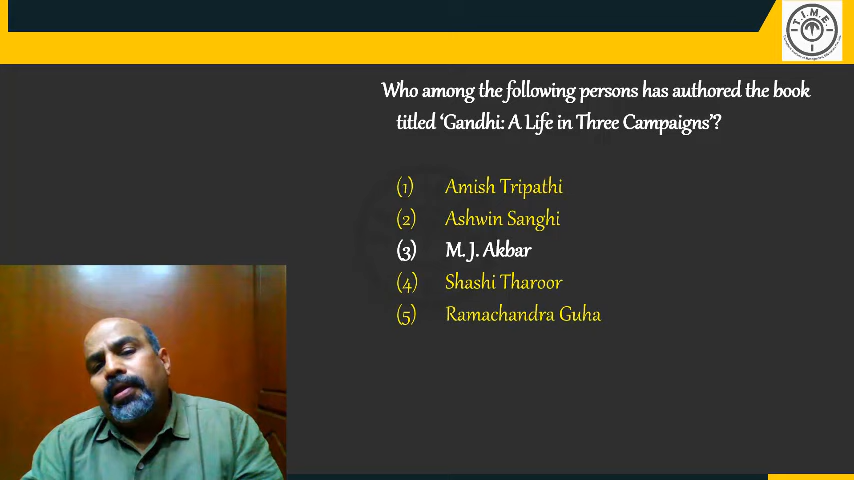 T.I.M.E.
Who among the following persons has authored the book
titled ‘Gandhi: A Life in Three Campaigns’?
(1) Amish Tripathi
(2) Ashwin Sanghi
(3) M. J. Akbar
(4) Shashi Tharoor
(5) Ramachandra Guha